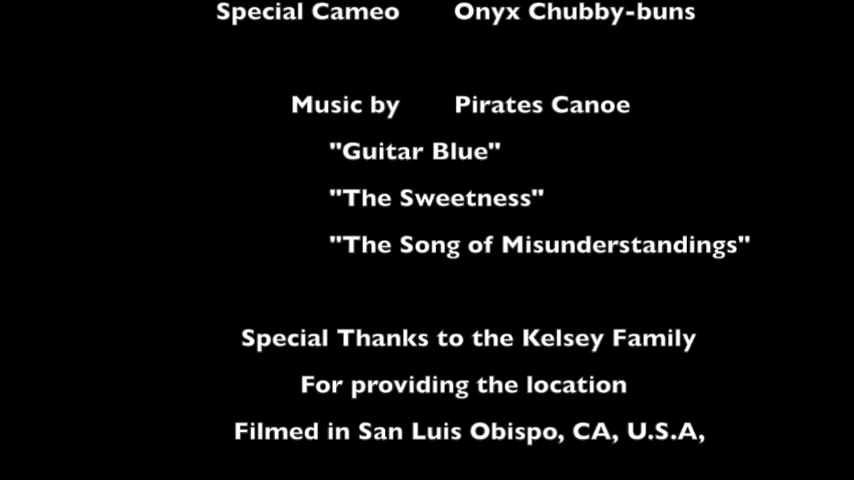 Special Cameo Onyx Chubby-buns
Music by Pirates Canoe
"Guitar Blue"
"The Sweetness"
"The Song of Misunderstandings"
Special Thanks to the Kelsey Family
For providing the location
Filmed in San Luis Obispo, CA, U.S.A,